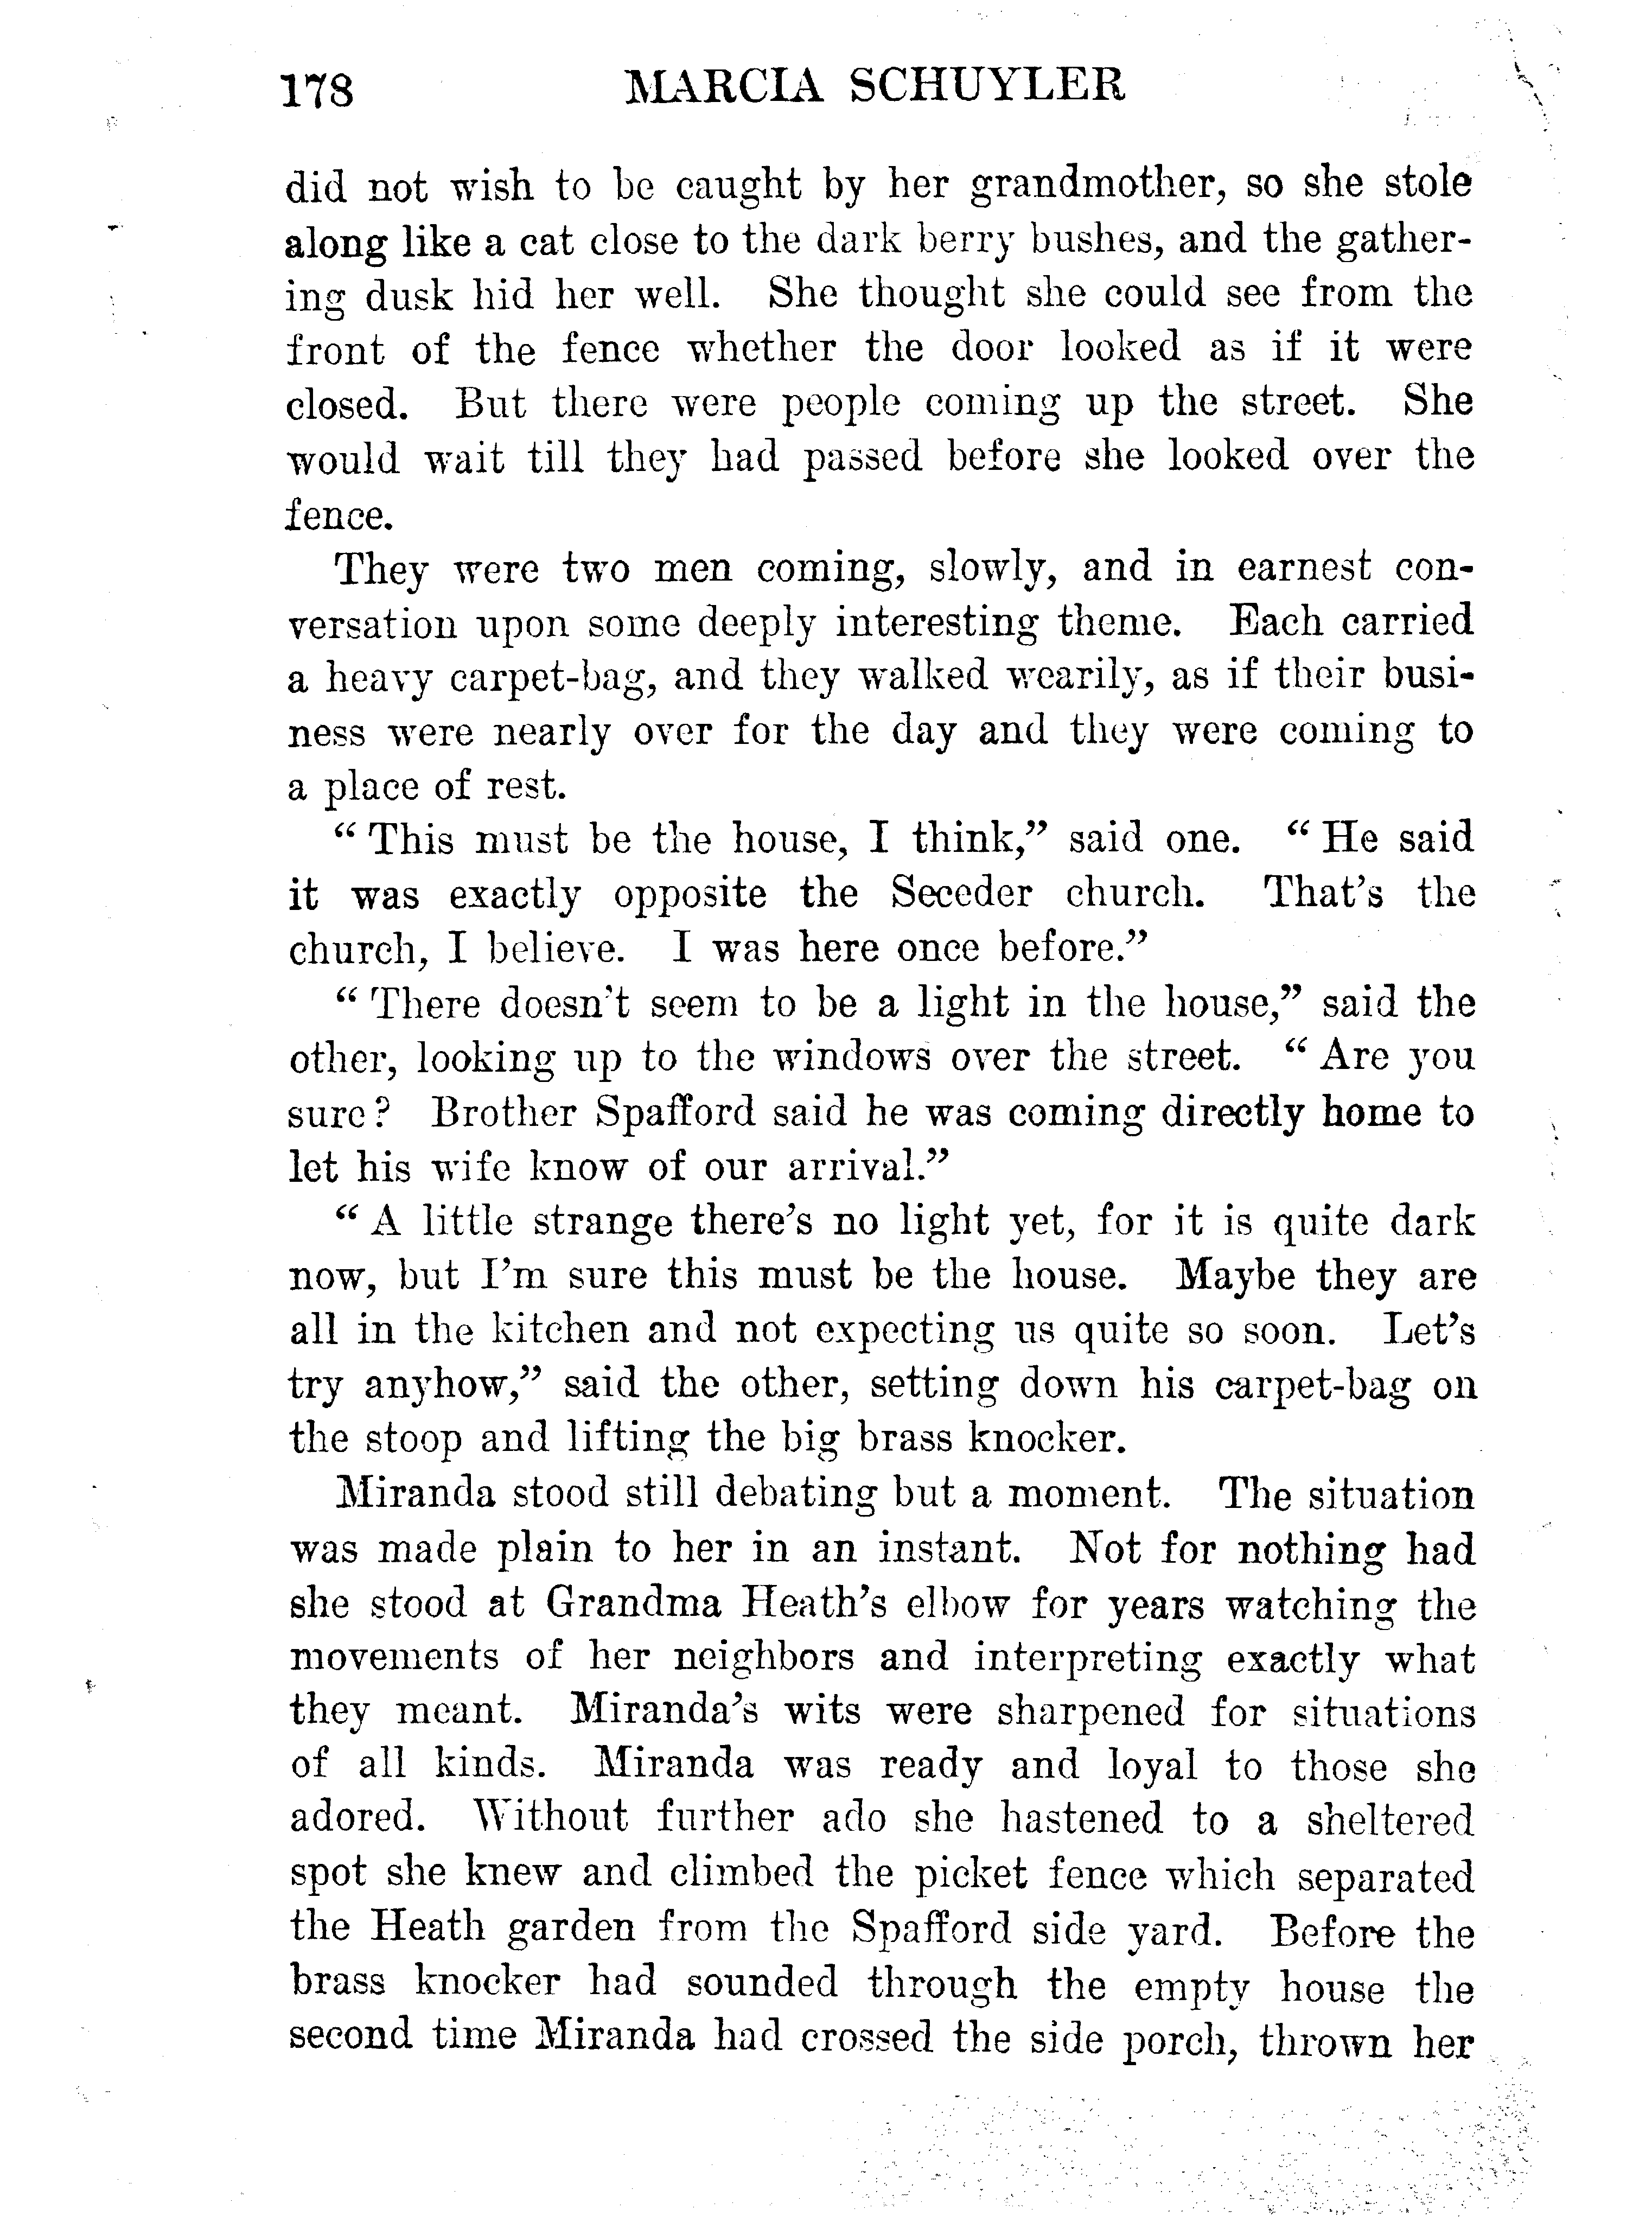 178 MARCIA SCHUYLER
did not wish to be caught by her grandmother, so she stole
along like a cat close to the dark berry bushes, and the gather-
ing dusk hid her well. She thought she could see from the
front of the fence whether the door looked as if it were
closed. But there were people coming up the street. She
would wait till they had passed before she looked over the
fence.
They were two men coming, slowly, and in earnest con-
versation upon some deeply interesting theme. Each carried
a heavy carpet-bag, and they walked wearily, as if their busi-
ness were nearly over for the day and they were coming to
a place of rest.
“ This must be the house, I think,” said one. “ He said
it was exactly opposite the Seceder church. That’s the
church, I believe. I was here once before.”
“ There doesn’t seem to be a light in the house,” said the
other, looking up to the windows over the street. “ Are you
sure? Brother Spafford said he was coming directly home to
let his wife know of our arrival.”
“ A little strange there’s no light yet, for it is quite dark
now, but I’m sure this must be the house. Maybe they are
all in the kitchen and not expecting us quite so soon. Let’s
try anyhow,” said the other, setting down his carpet-bag on
the stoop and lifting the big brass knocker.
Miranda stood still debating but a moment. The situation
was made plain to her in an instant. Not for nothing had
she stood at Grandma Heath’s elbow for years watching the
movements of her neighbors and interpreting exactly what
they meant. Miranda’s wits were sharpened for situations
of all kinds. Miranda was ready and loyal to those she
adored. Without further ado she hastened to a sheltered
spot she knew and climbed the picket fence which separated
the Heath garden from the Spafford side yard. Before the
brass knocker had sounded through the empty house the
second time Miranda had crossed the side porch, thrown her